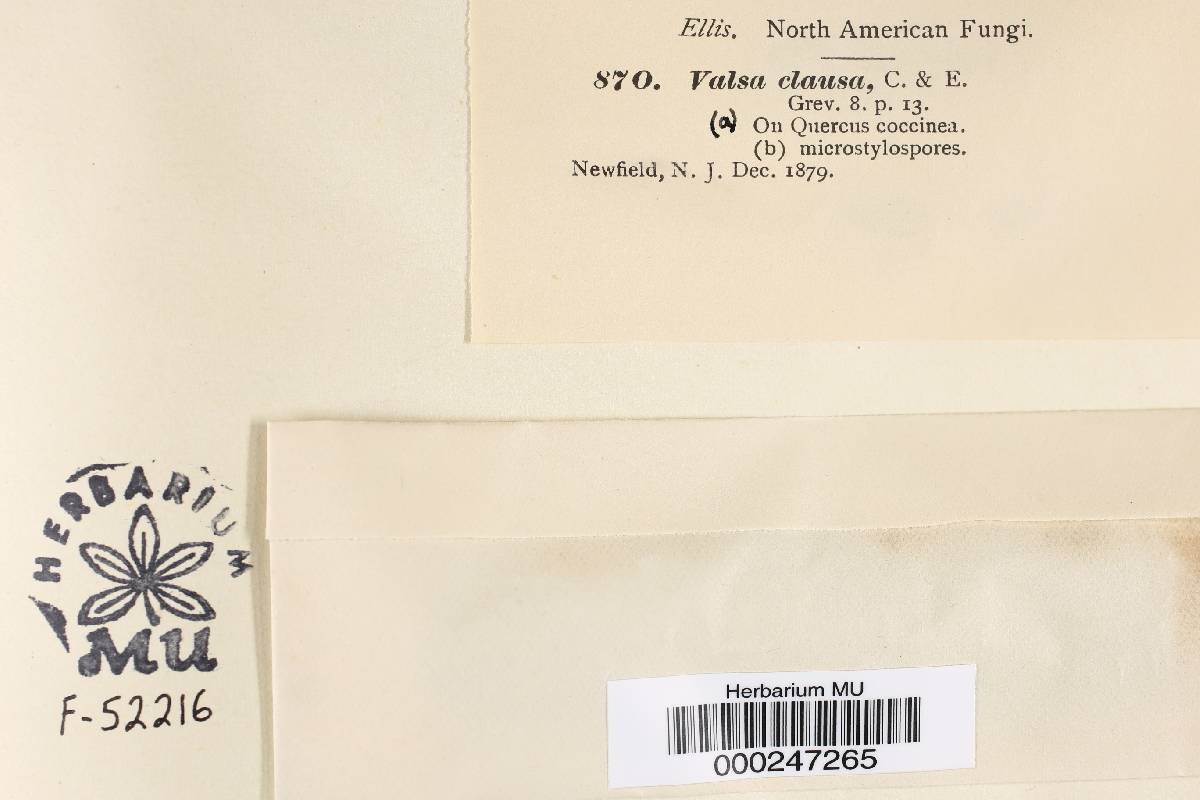 Ellis. North American Fungi.
870. Valsa clausa, C. & E.
Grev. 8. p. 13.
(a) On Quercus coccinea.
(b) microstylospores.
Newfield, N. J. Dec. 1879.
HERBARIUM
MU
F-52216
Herbarium MU
000247265